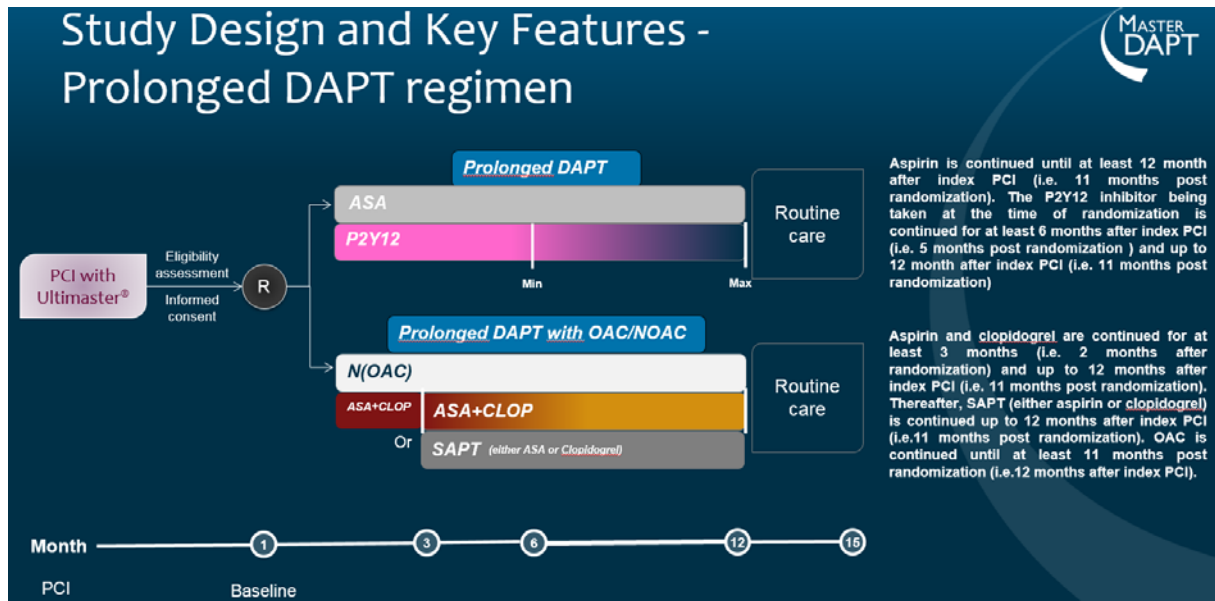 Study Design and Key Features -
Prolonged DAPT regimen
MASTER
DAPT
Prolonged DAPT
ASA
P2Y12
Min
Max
Routine
care
PCI with
Ultimaster®
Eligibility
assessment
Informed
consent
R
Prolonged DAPT with OAC/NOAC
N(OAC)
ASA+CLOP
ASA+CLOP
Or
SAPT (either ASA or Clopidogrel)
Routine
care
Aspirin is continued until at least 12 month
after index PCI (i.e. 11 months post
randomization). The P2Y12 inhibitor being
taken at the time of randomization is
continued for at least 6 months after index PCI
(i.e. 5 months post randomization ) and up to
12 month after index PCI (i.e. 11 months post
randomization)
Aspirin and clopidogrel are continued for at
least 3 months (i.e. 2 months after
randomization) and up to 12 months after
index PCI (i.e. 11 months post randomization).
Thereafter, SAPT (either aspirin or clopidogrel)
is continued up to 12 months after index PCI
(i.e.11 months post randomization). OAC is
continued until at least 11 months post
randomization (i.e.12 months after index PCI).
Month
1
3
6
12
15
PCI
Baseline